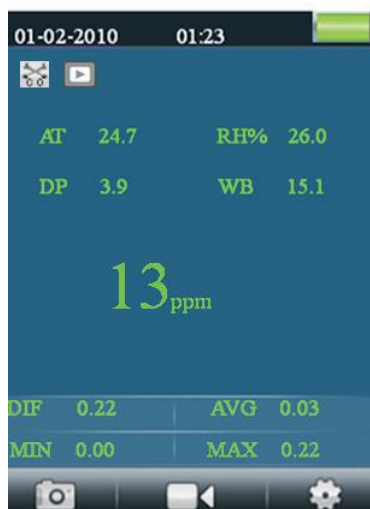 01-02-2010 01:23
AT 24.7 RH% 26.0
DP 3.9 WB 15.1
13ppm
DIF 0.22 AVG 0.03
MIN 0.00 MAX 0.22